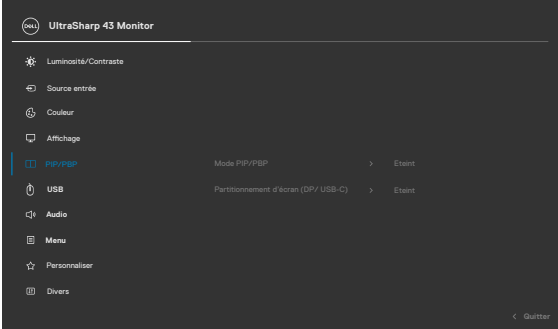 DELL UltraSharp 43 Monitor
Luminosité/Contraste
Source entrée
Couleur
Affichage
PIP/PBP Mode PIP/PBP > Eteint
USB Partitionnement d'écran (DP/ USB-C) > Eteint
Audio
Menu
Personnaliser
Divers
< Quitter